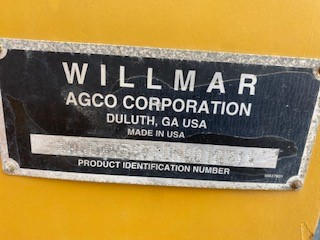 WILLMAR
AGCO CORPORATION
DULUTH, GA USA
MADE IN USA
PRODUCT IDENTIFICATION NUMBER